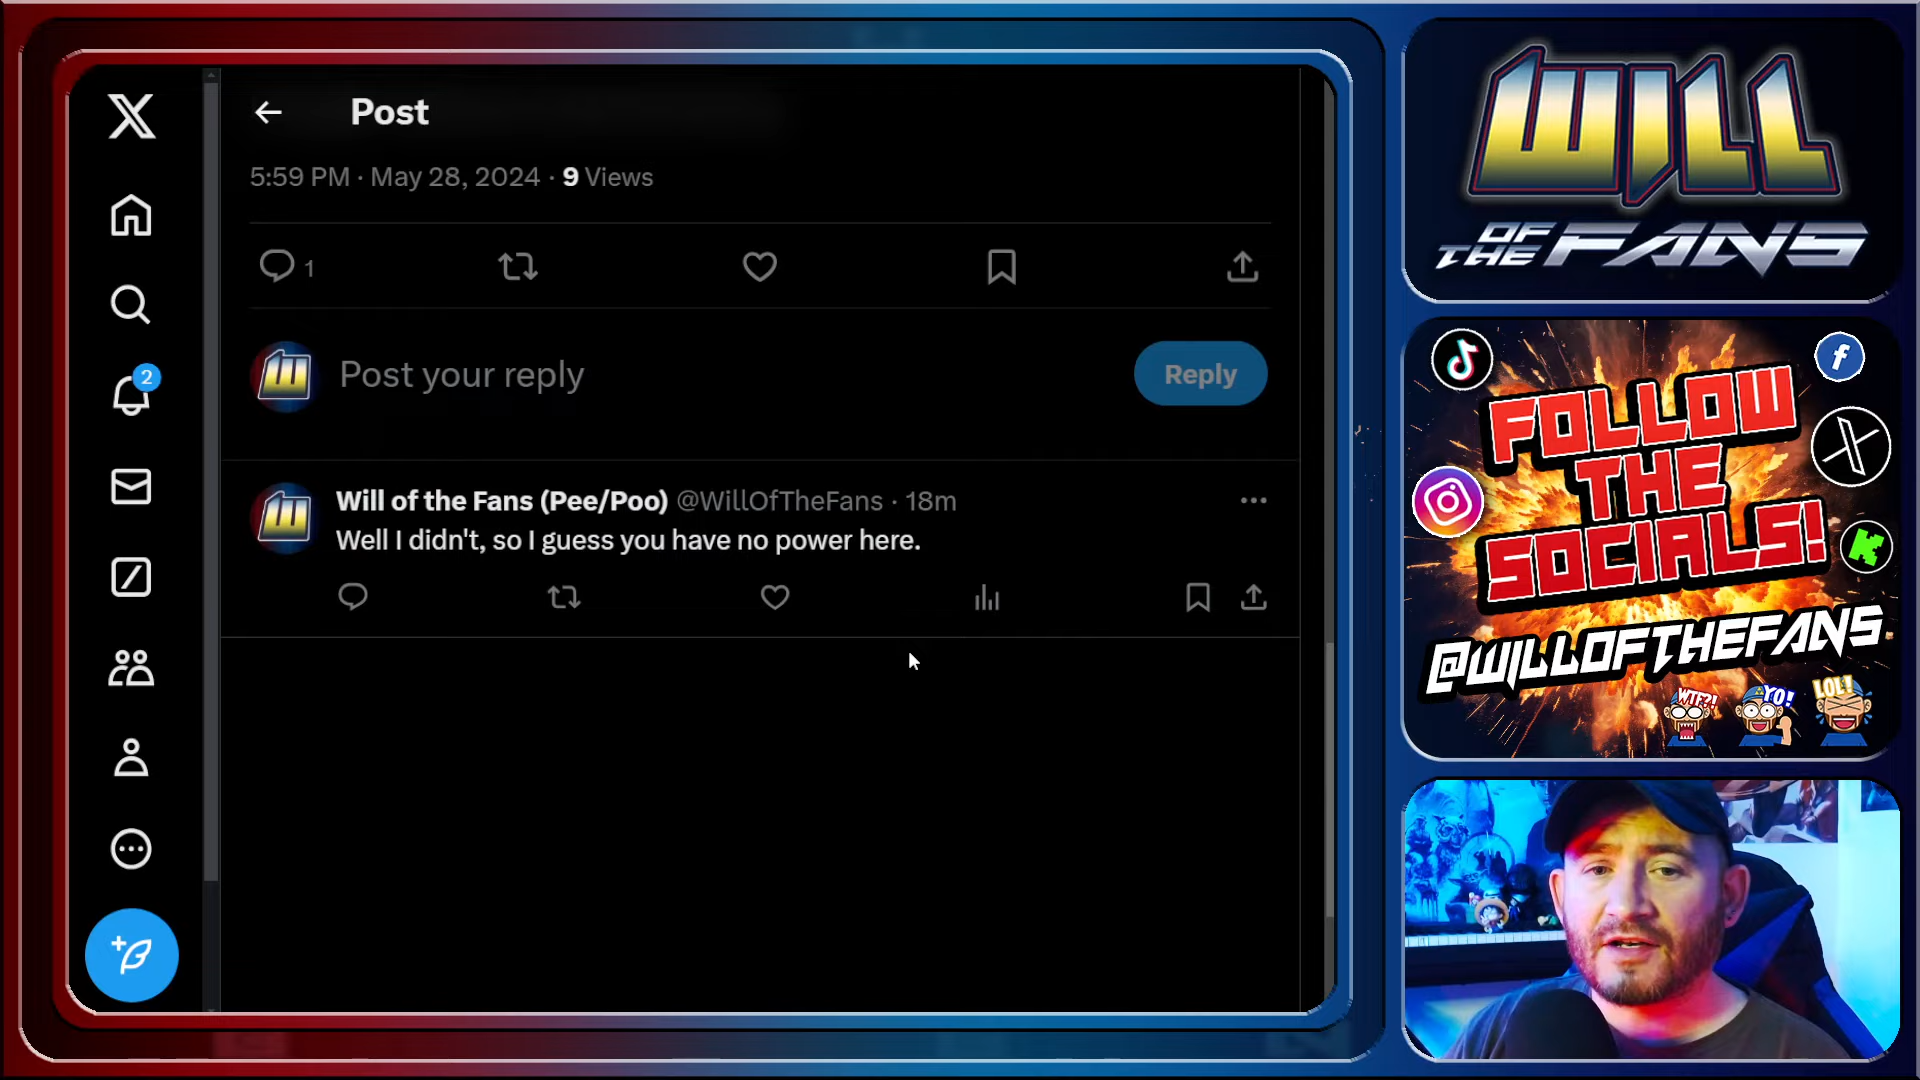 Post
5:59 PM · May 28, 2024 · 9 Views
1
Post your reply
Reply
2
Will of the Fans (Pee/Poo) @WillOfTheFans · 18m
Well I didn't, so I guess you have no power here.
WILL
OF THE FANS
FOLLOW
THE
SOCIALS!
@WILLOFTHEFANS
WTF?!
YO!
LOL!